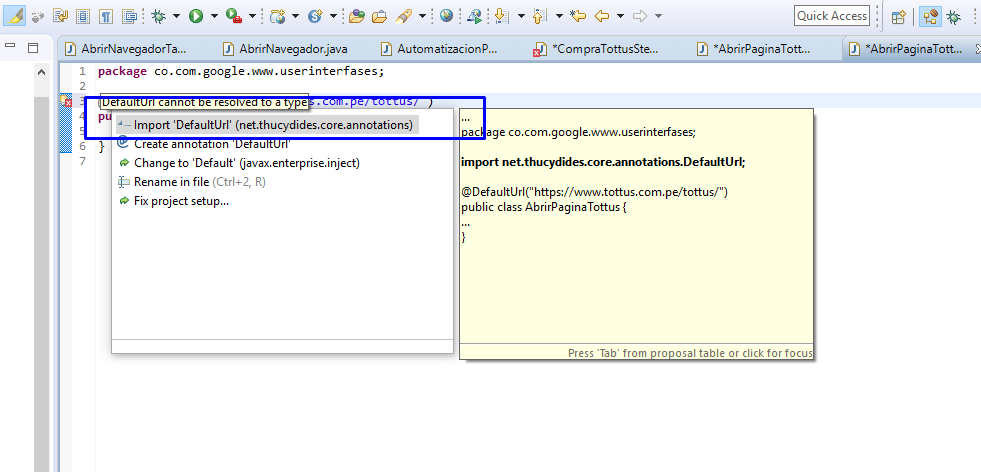 Quick Access
AbrirNavegadorTa...
AbrirNavegador.java
AutomatizacionP...
*CompraTottusSte...
*AbrirPaginaTott...
*AbrirPaginaTott...
1 package co.com.google.www.userinterfases;
2
3 DefaultUrl cannot be resolved to a type s.com.pe/tottus/ )
4 pu
6 }
7
Import 'DefaultUrl' (net.thucydides.core.annotations)
Create annotation 'DefaultUrl'
Change to 'Default' (javax.enterprise.inject)
Rename in file (Ctrl+2, R)
Fix project setup...
...
package co.com.google.www.userinterfases;
import net.thucydides.core.annotations.DefaultUrl;
@DefaultUrl("https://www.tottus.com.pe/tottus/")
public class AbrirPaginaTottus {
...
}
Press 'Tab' from proposal table or click for focus